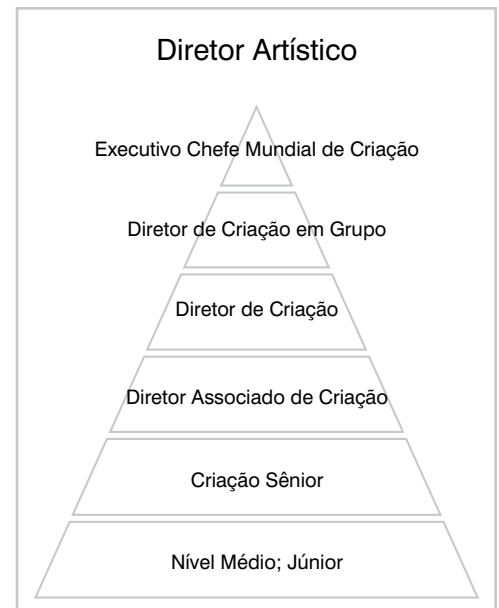 Diretor Artístico
Executivo Chefe Mundial de Criação
Diretor de Criação em Grupo
Diretor de Criação
Diretor Associado de Criação
Criação Sênior
Nível Médio; Júnior